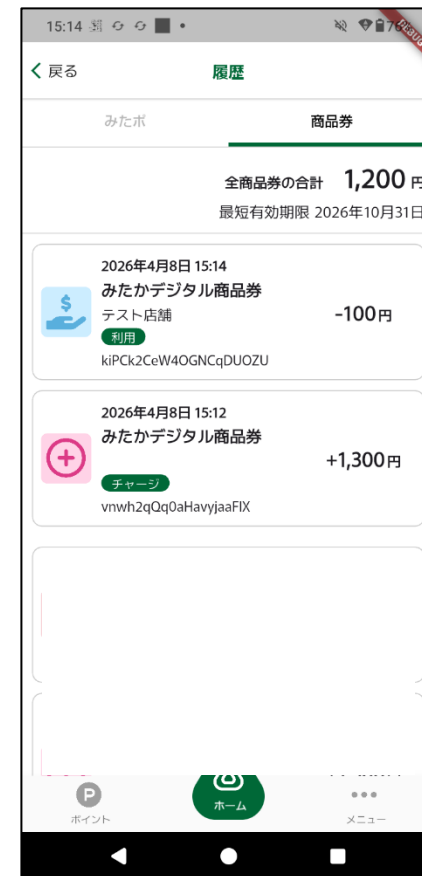 15:14
戻る 履歴
みたポ 商品券
全商品券の合計 1,200 円
最短有効期限 2026年10月31日
2026年4月8日 15:14
みたかデジタル商品券
テスト店舗
-100円
利用
kiPCk2CeW4OGNCqDUOZU
2026年4月8日 15:12
みたかデジタル商品券
+1,300円
チャージ
vnwh2qQq0aHavyjaaFIX
ポイント ホーム メニュー